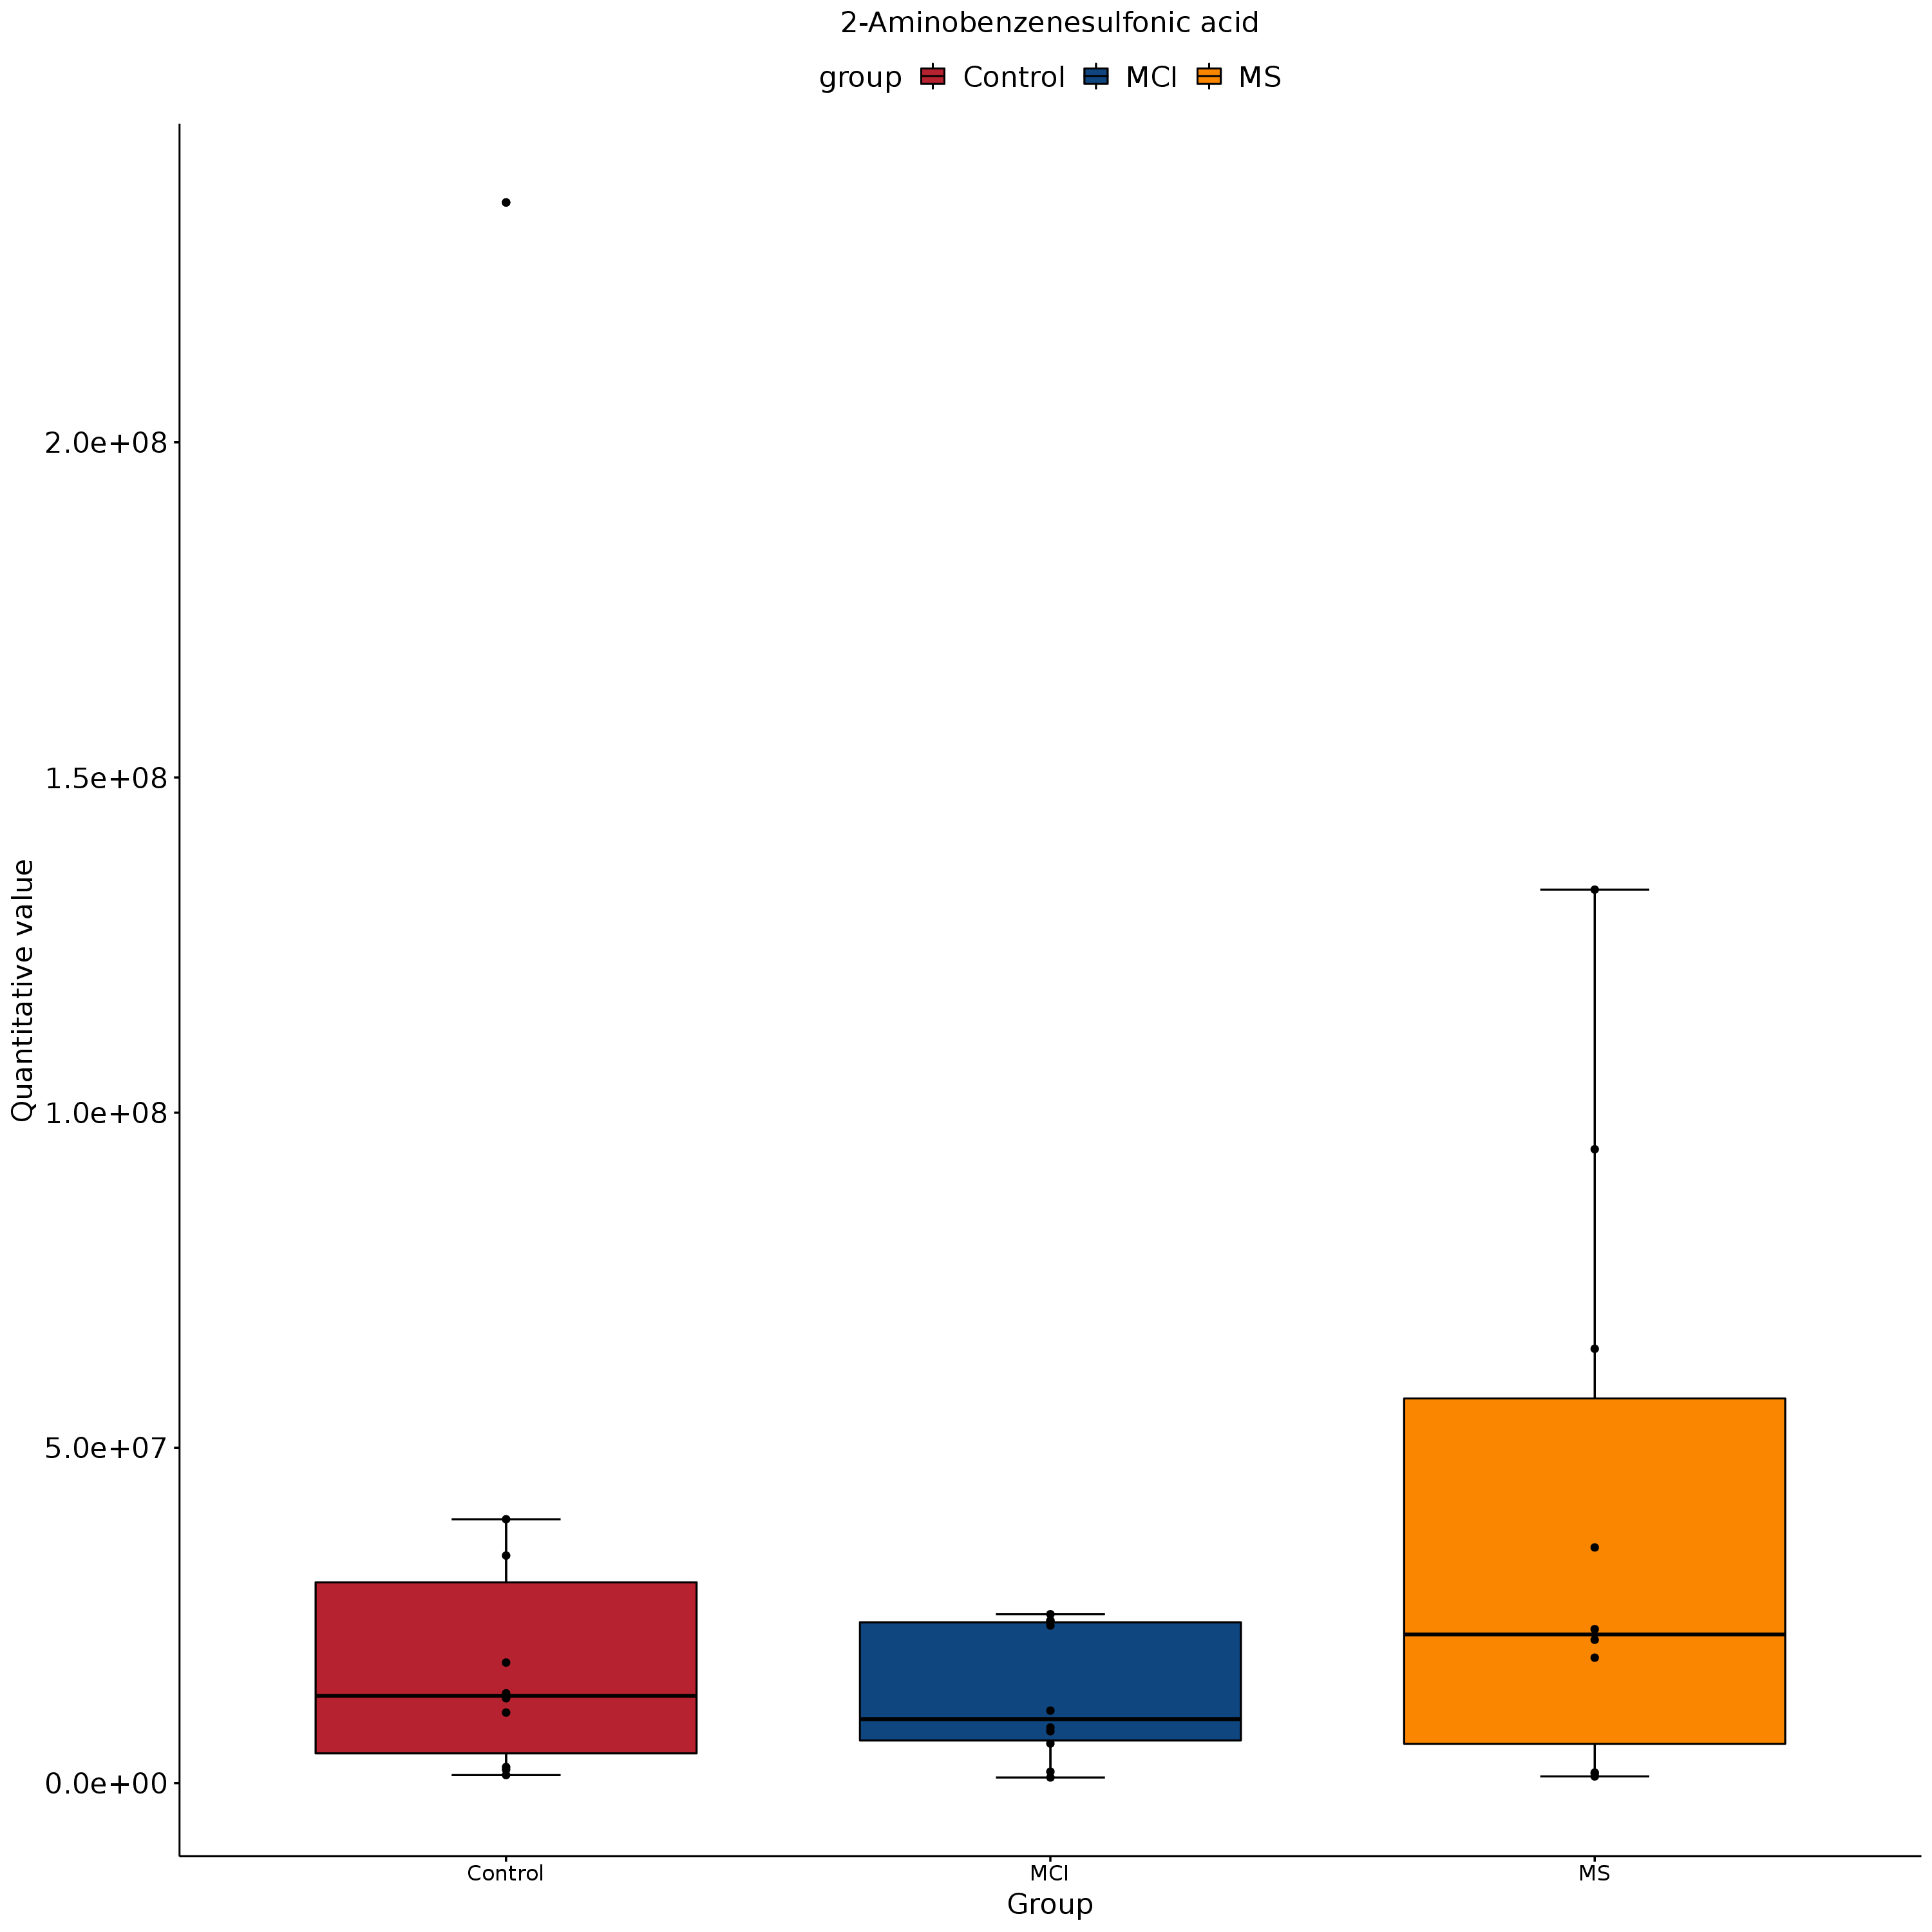 2-Aminobenzenesulfonic acid
group Control MCI MS
Quantitative value
2.0e+08
1.5e+08
1.0e+08
5.0e+07
0.0e+00
Control MCI MS
Group